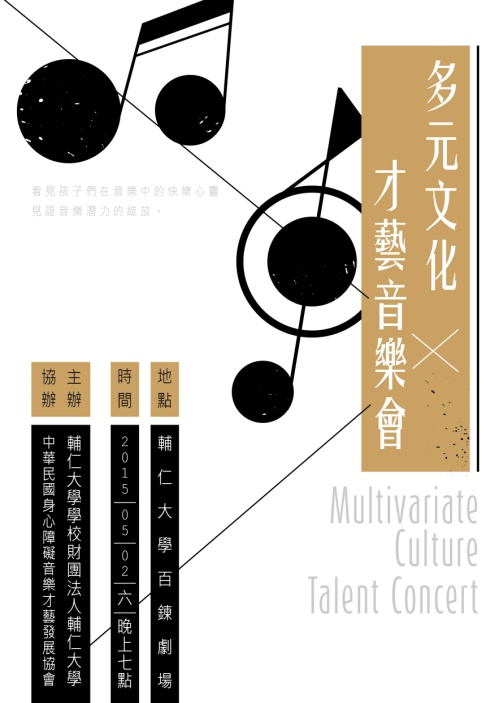 多元文化
才藝音樂會
看見孩子們在音樂中的快樂心靈
見證音樂潛力的綻放。
地點
輔仁大學百鍊劇場
時間
2015|05|02|六|晚上七點
主辦
協辦
輔仁大學學校財團法人輔仁大學
中華民國身心障礙音樂才藝發展協會
Multivariate
Culture
Talent Concert